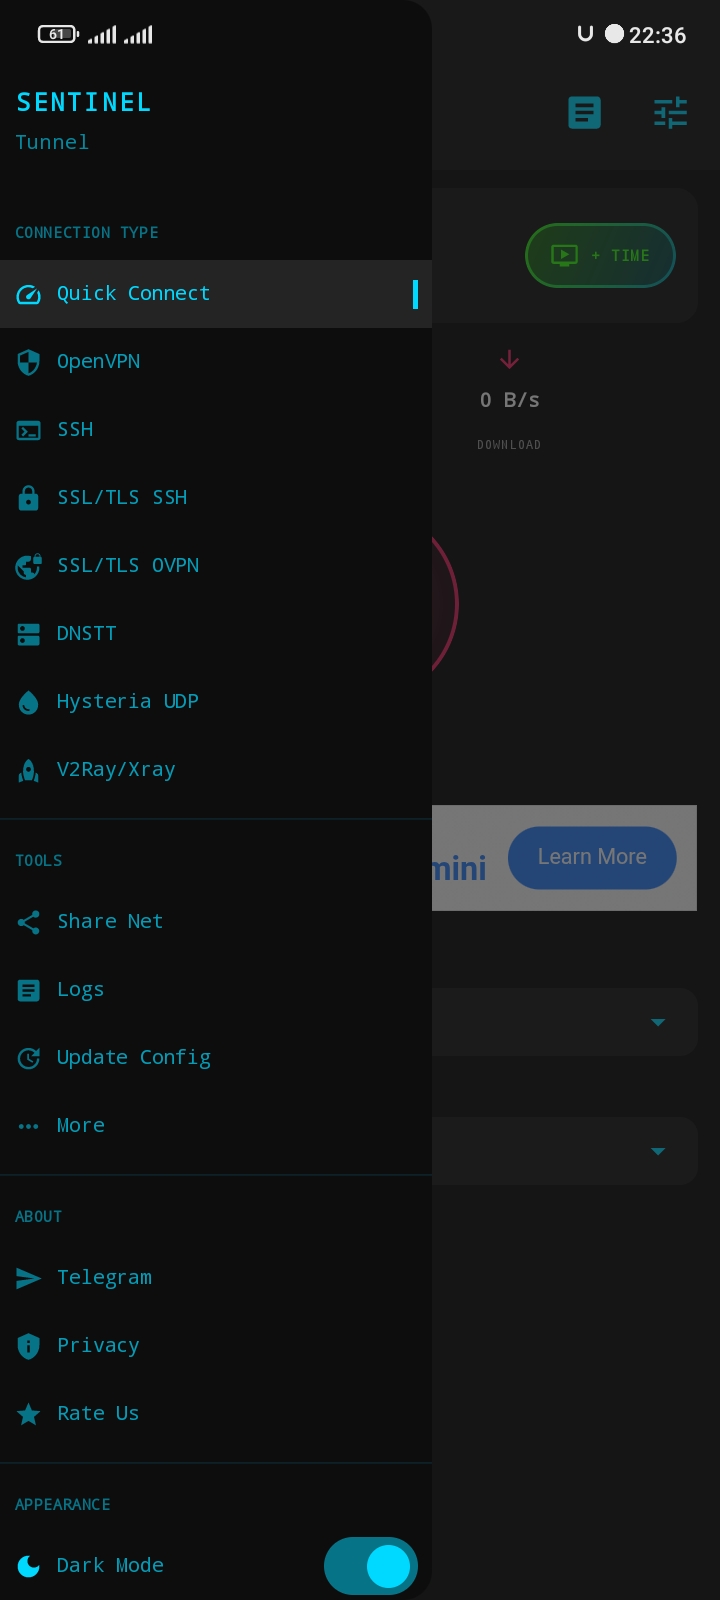 61
22:36
SENTINEL
Tunnel
+ TIME
CONNECTION TYPE
Quick Connect
OpenVPN
0 B/s
SSH
DOWNLOAD
SSL/TLS SSH
SSL/TLS OVPN
DNSTT
Hysteria UDP
V2Ray/Xray
mini
Learn More
TOOLS
Share Net
Logs
Update Config
More
ABOUT
Telegram
Privacy
Rate Us
APPEARANCE
Dark Mode